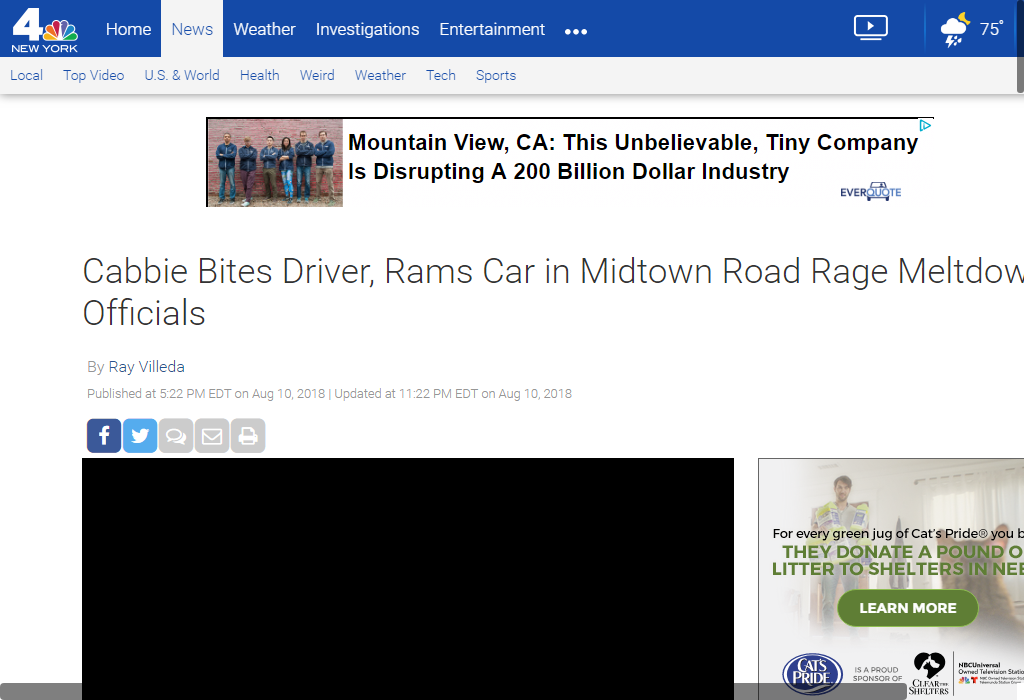 4
NEW YORK
Home
News
Weather
Investigations
Entertainment
75°
Local
Top Video
U.S. & World
Health
Weird
Weather
Tech
Sports
Mountain View, CA: This Unbelievable, Tiny Company
Is Disrupting A 200 Billion Dollar Industry
EVERQUOTE
Cabbie Bites Driver, Rams Car in Midtown Road Rage Meltdow
Officials
By Ray Villeda
Published at 5:22 PM EDT on Aug 10, 2018 | Updated at 11:22 PM EDT on Aug 10, 2018
For every green jug of Cat's Pride® you b
THEY DONATE A POUND O
LITTER TO SHELTERS IN NEE
LEARN MORE
CAT'S
PRIDE
IS A PROUD
SPONSOR OF
CLEAR THE
SHELTERS
NBCUniversal
Owned Television Statio